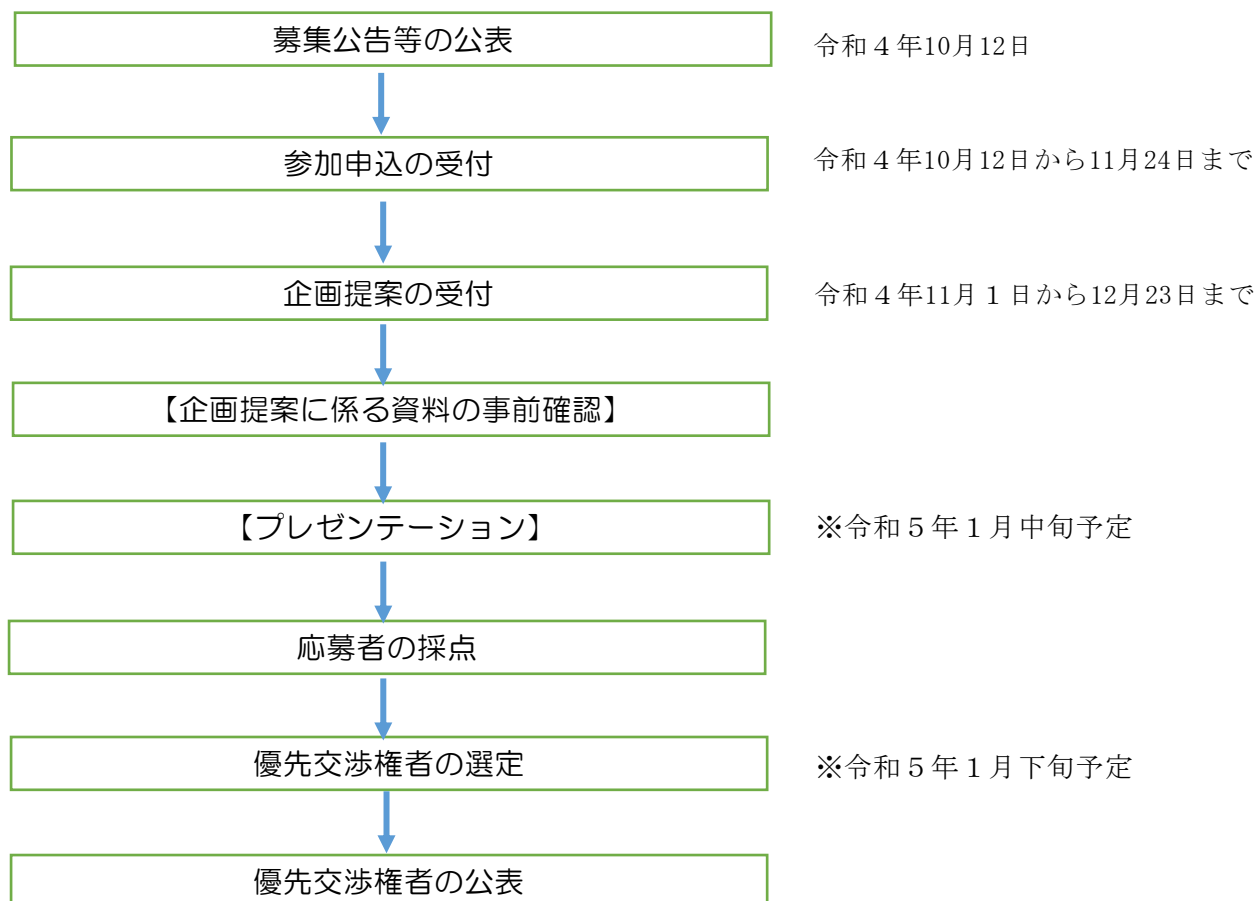 募集公告等の公表
令和４年10月12日
参加申込の受付
令和４年10月12日から11月24日まで
企画提案の受付
令和４年11月１日から12月23日まで
【企画提案に係る資料の事前確認】
【プレゼンテーション】
※令和５年１月中旬予定
応募者の採点
優先交渉権者の選定
※令和５年１月下旬予定
優先交渉権者の公表